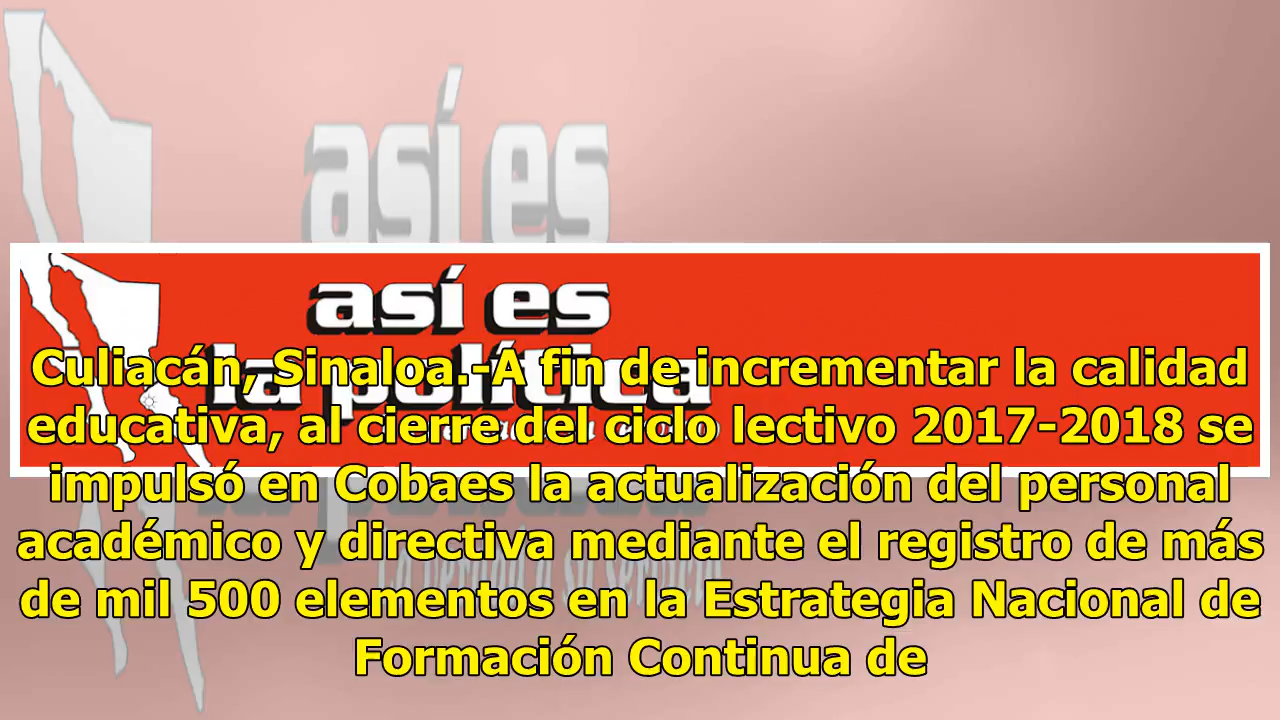 así es
así es
la política
Culiacán, Sinaloa.-A fin de incrementar la calidad
educativa, al cierre del ciclo lectivo 2017-2018 se
impulsó en Cobaes la actualización del personal
académico y directiva mediante el registro de más
de mil 500 elementos en la Estrategia Nacional de
Formación Continua de